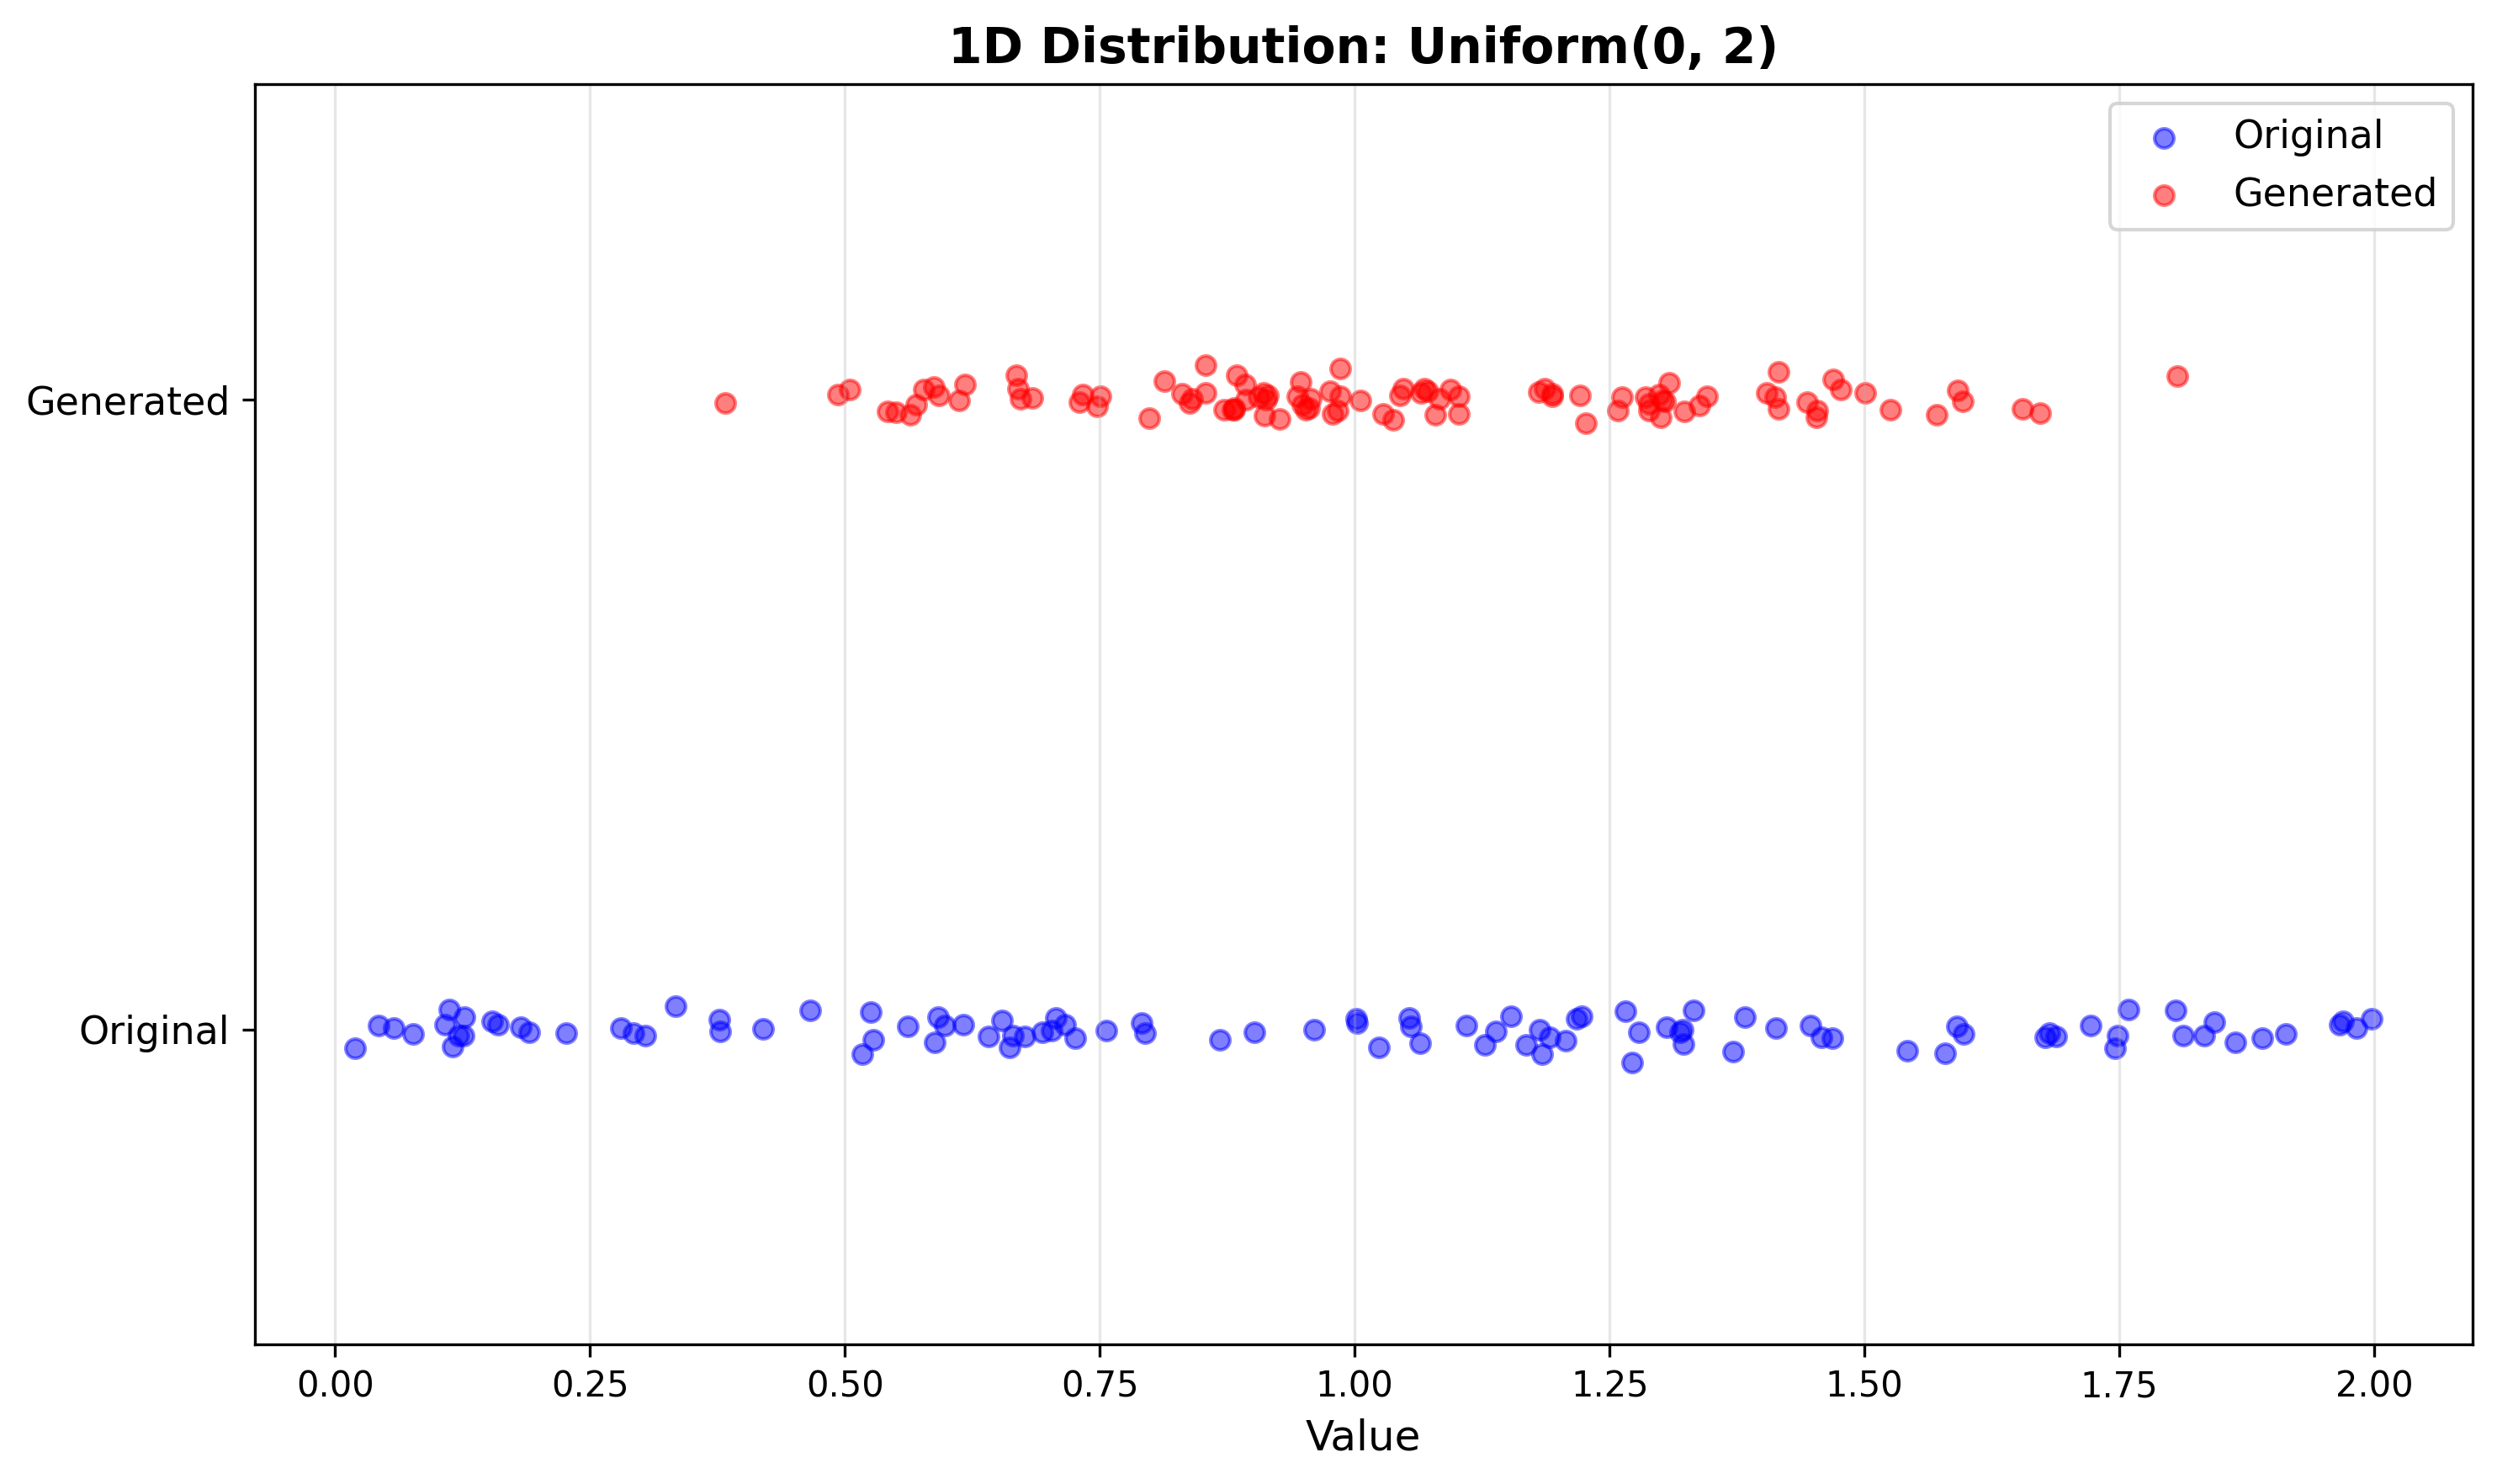 1D Distribution: Uniform(0, 2)
Original
Generated
Generated
Original
0.00 0.25 0.50 0.75 1.00 1.25 1.50 1.75 2.00
Value